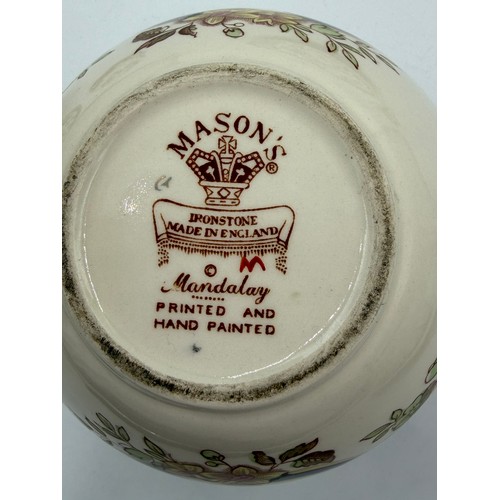 MASON'S
®
IRONSTONE
MADE IN ENGLAND
©
M
Mandalay
PRINTED AND
HAND PAINTED